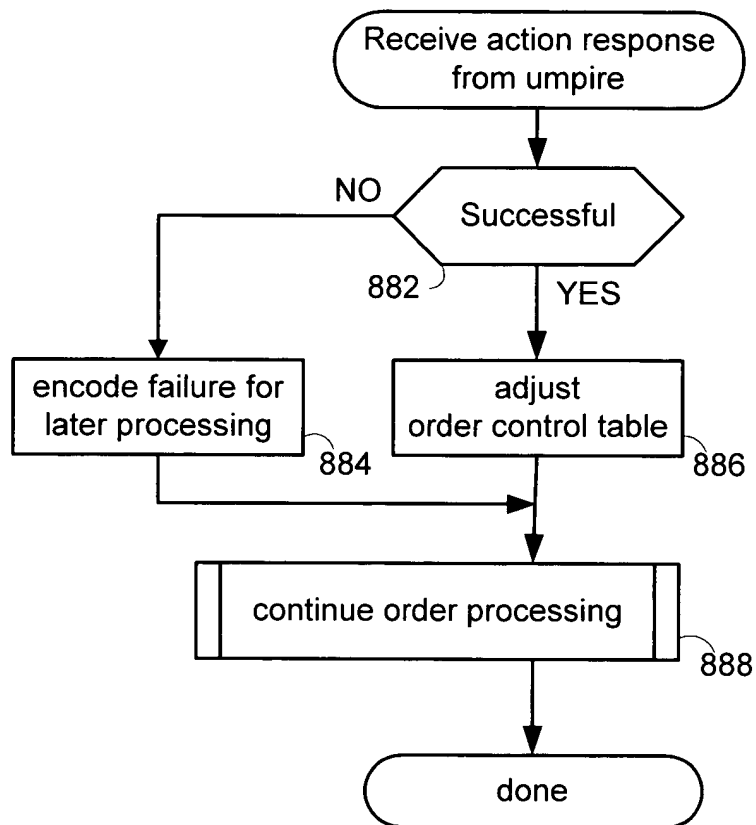 Receive action response
from umpire
NO
Successful
882
YES
encode failure for
later processing
884
adjust
order control table
886
continue order processing
888
done